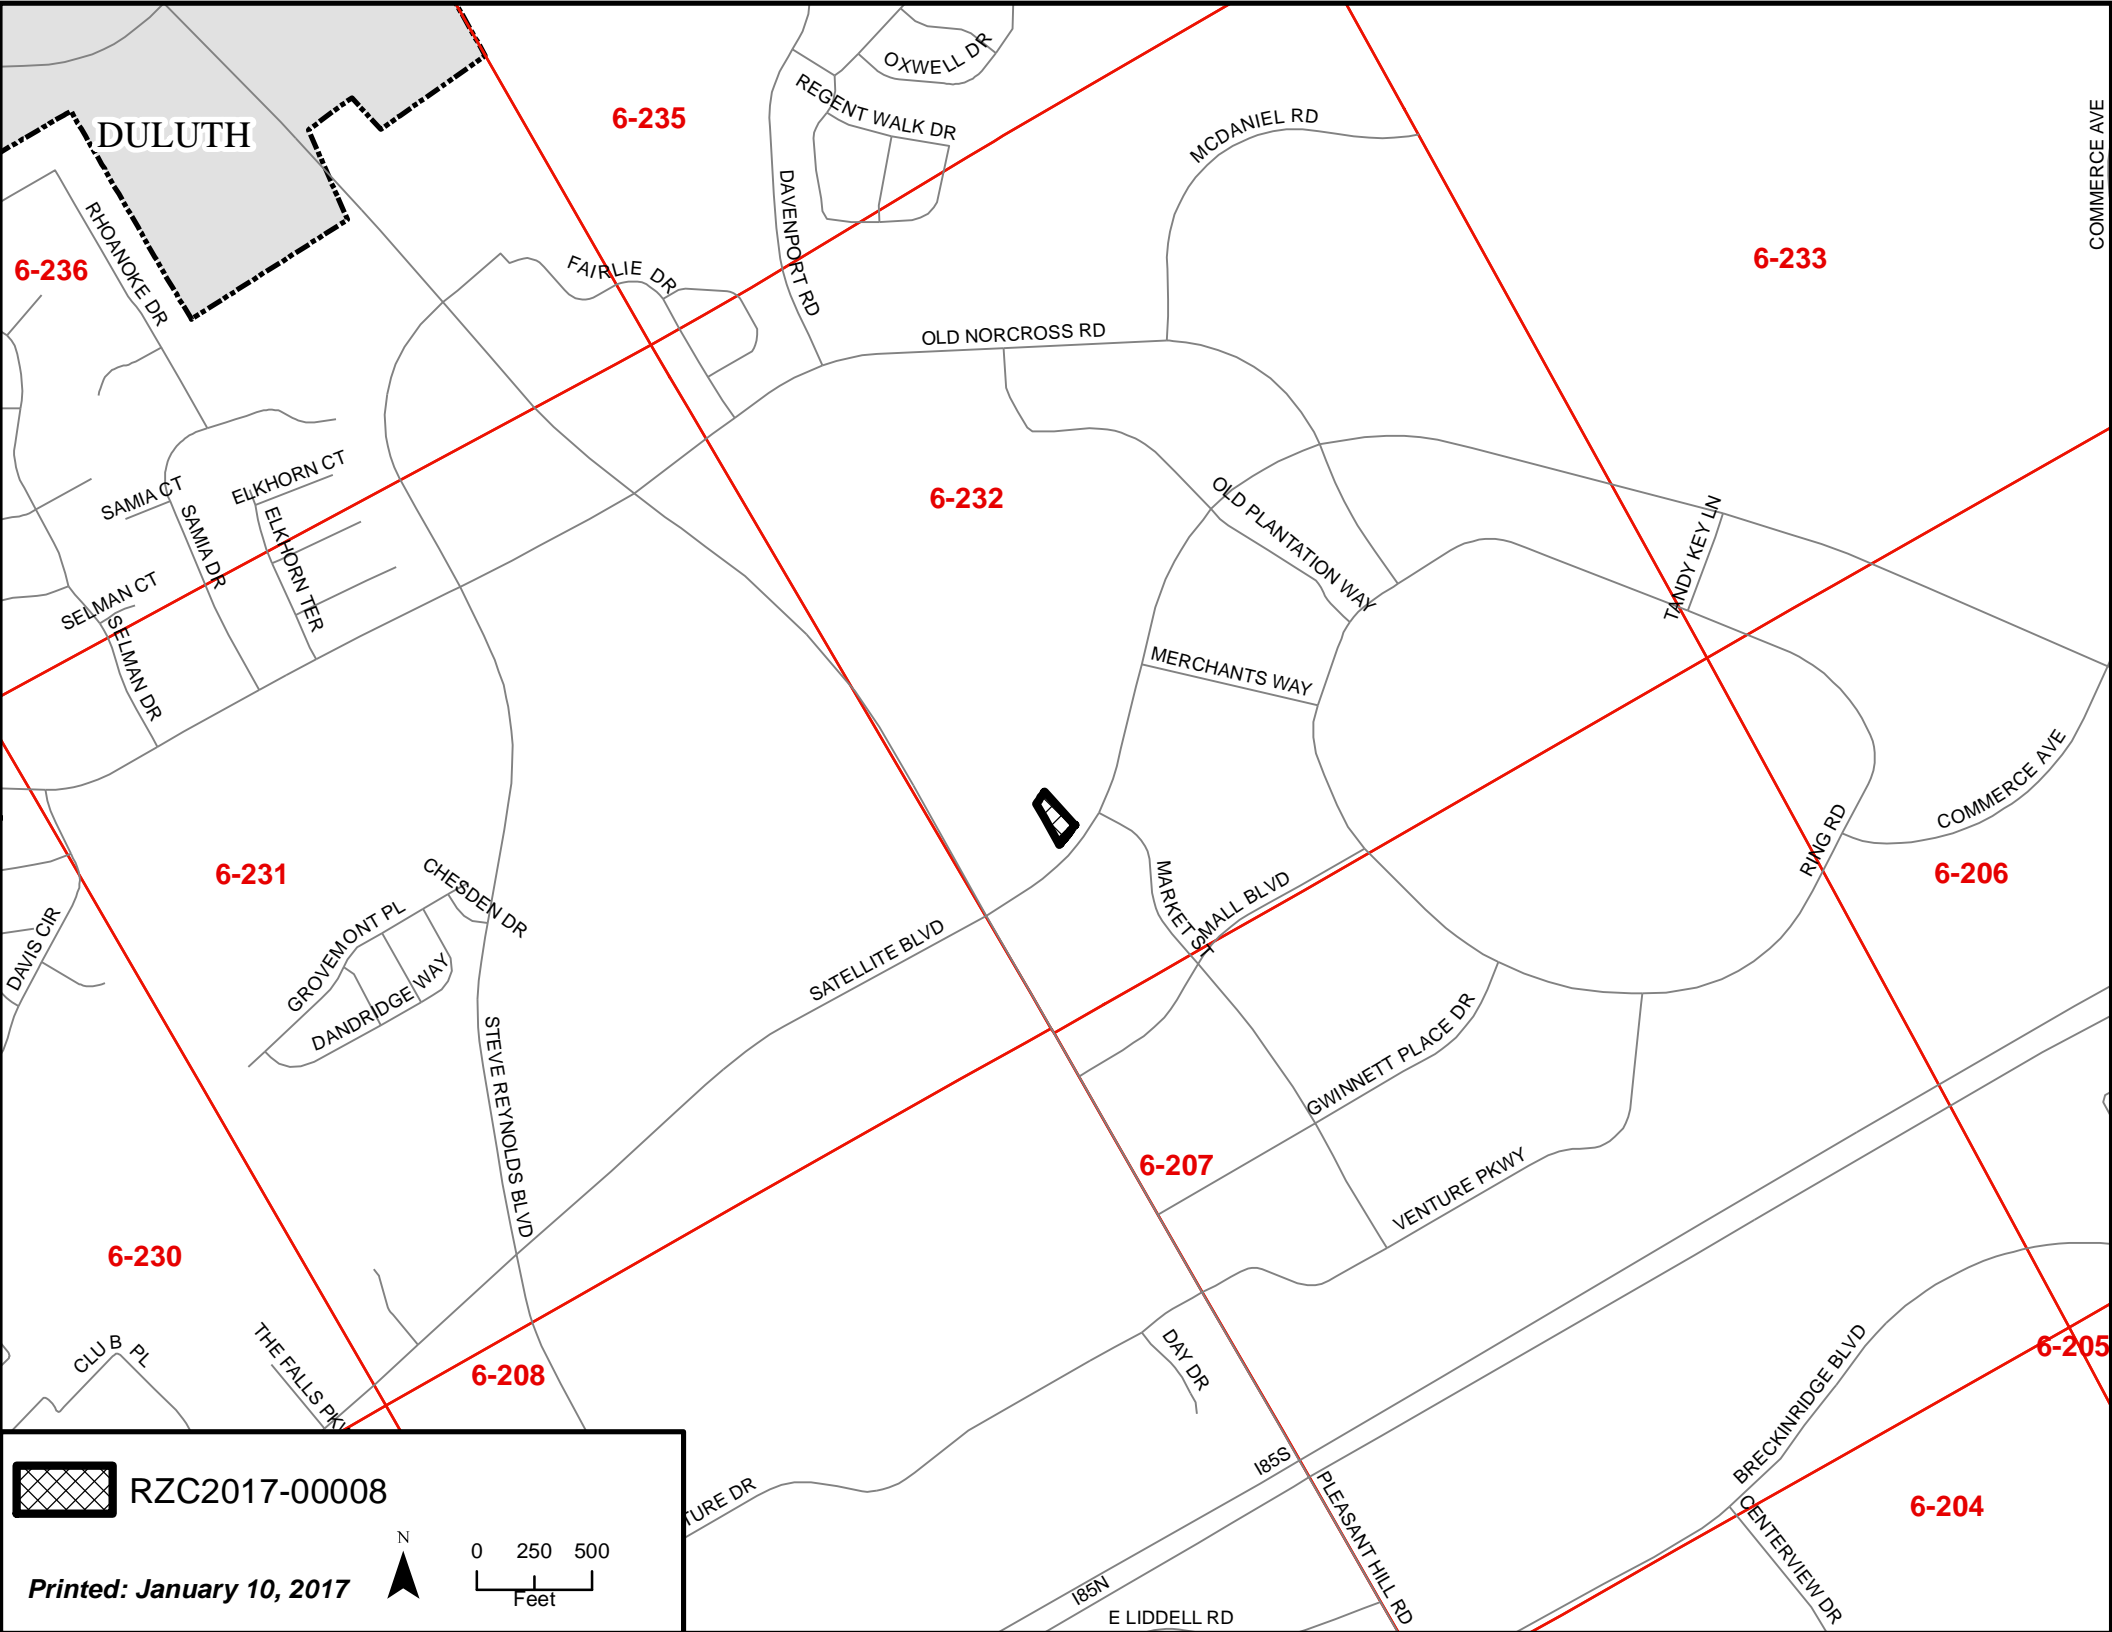 OXWELL DR
6-235
REGENT WALK DR
MCDANIEL RD
COMMERCE AVE
DULUTH
DAVENPORT RD
RHOANOKE DR
6-236
FAIRLIE DR
6-233
OLD NORCROSS RD
ELKHORN CT
SAMIA CT
6-232
OLD PLANTATION WAY
TANDY KEY LN
SAMIA DR
ELKHORN TER
SELMAN CT
SELMAN DR
MERCHANTS WAY
COMMERCE AVE
RING RD
6-231
CHESDEN DR
6-206
MARKET ST
MALL BLVD
GROVEMONT PL
DAVIS CIR
SATELLITE BLVD
DANDRIDGE WAY
STEVE REYNOLDS BLVD
GWINNETT PLACE DR
6-207
VENTURE PKWY
6-230
THE FALLS PK
CLUB PL
6-208
DAY DR
6-205
BRECKINRIDGE BLVD
I85S
PLEASANT HILL RD
TURE DR
6-204
CENTERVIEW DR
I85N
E LIDDELL RD
RZC2017-00008
N
0 250 500
Feet
Printed: January 10, 2017